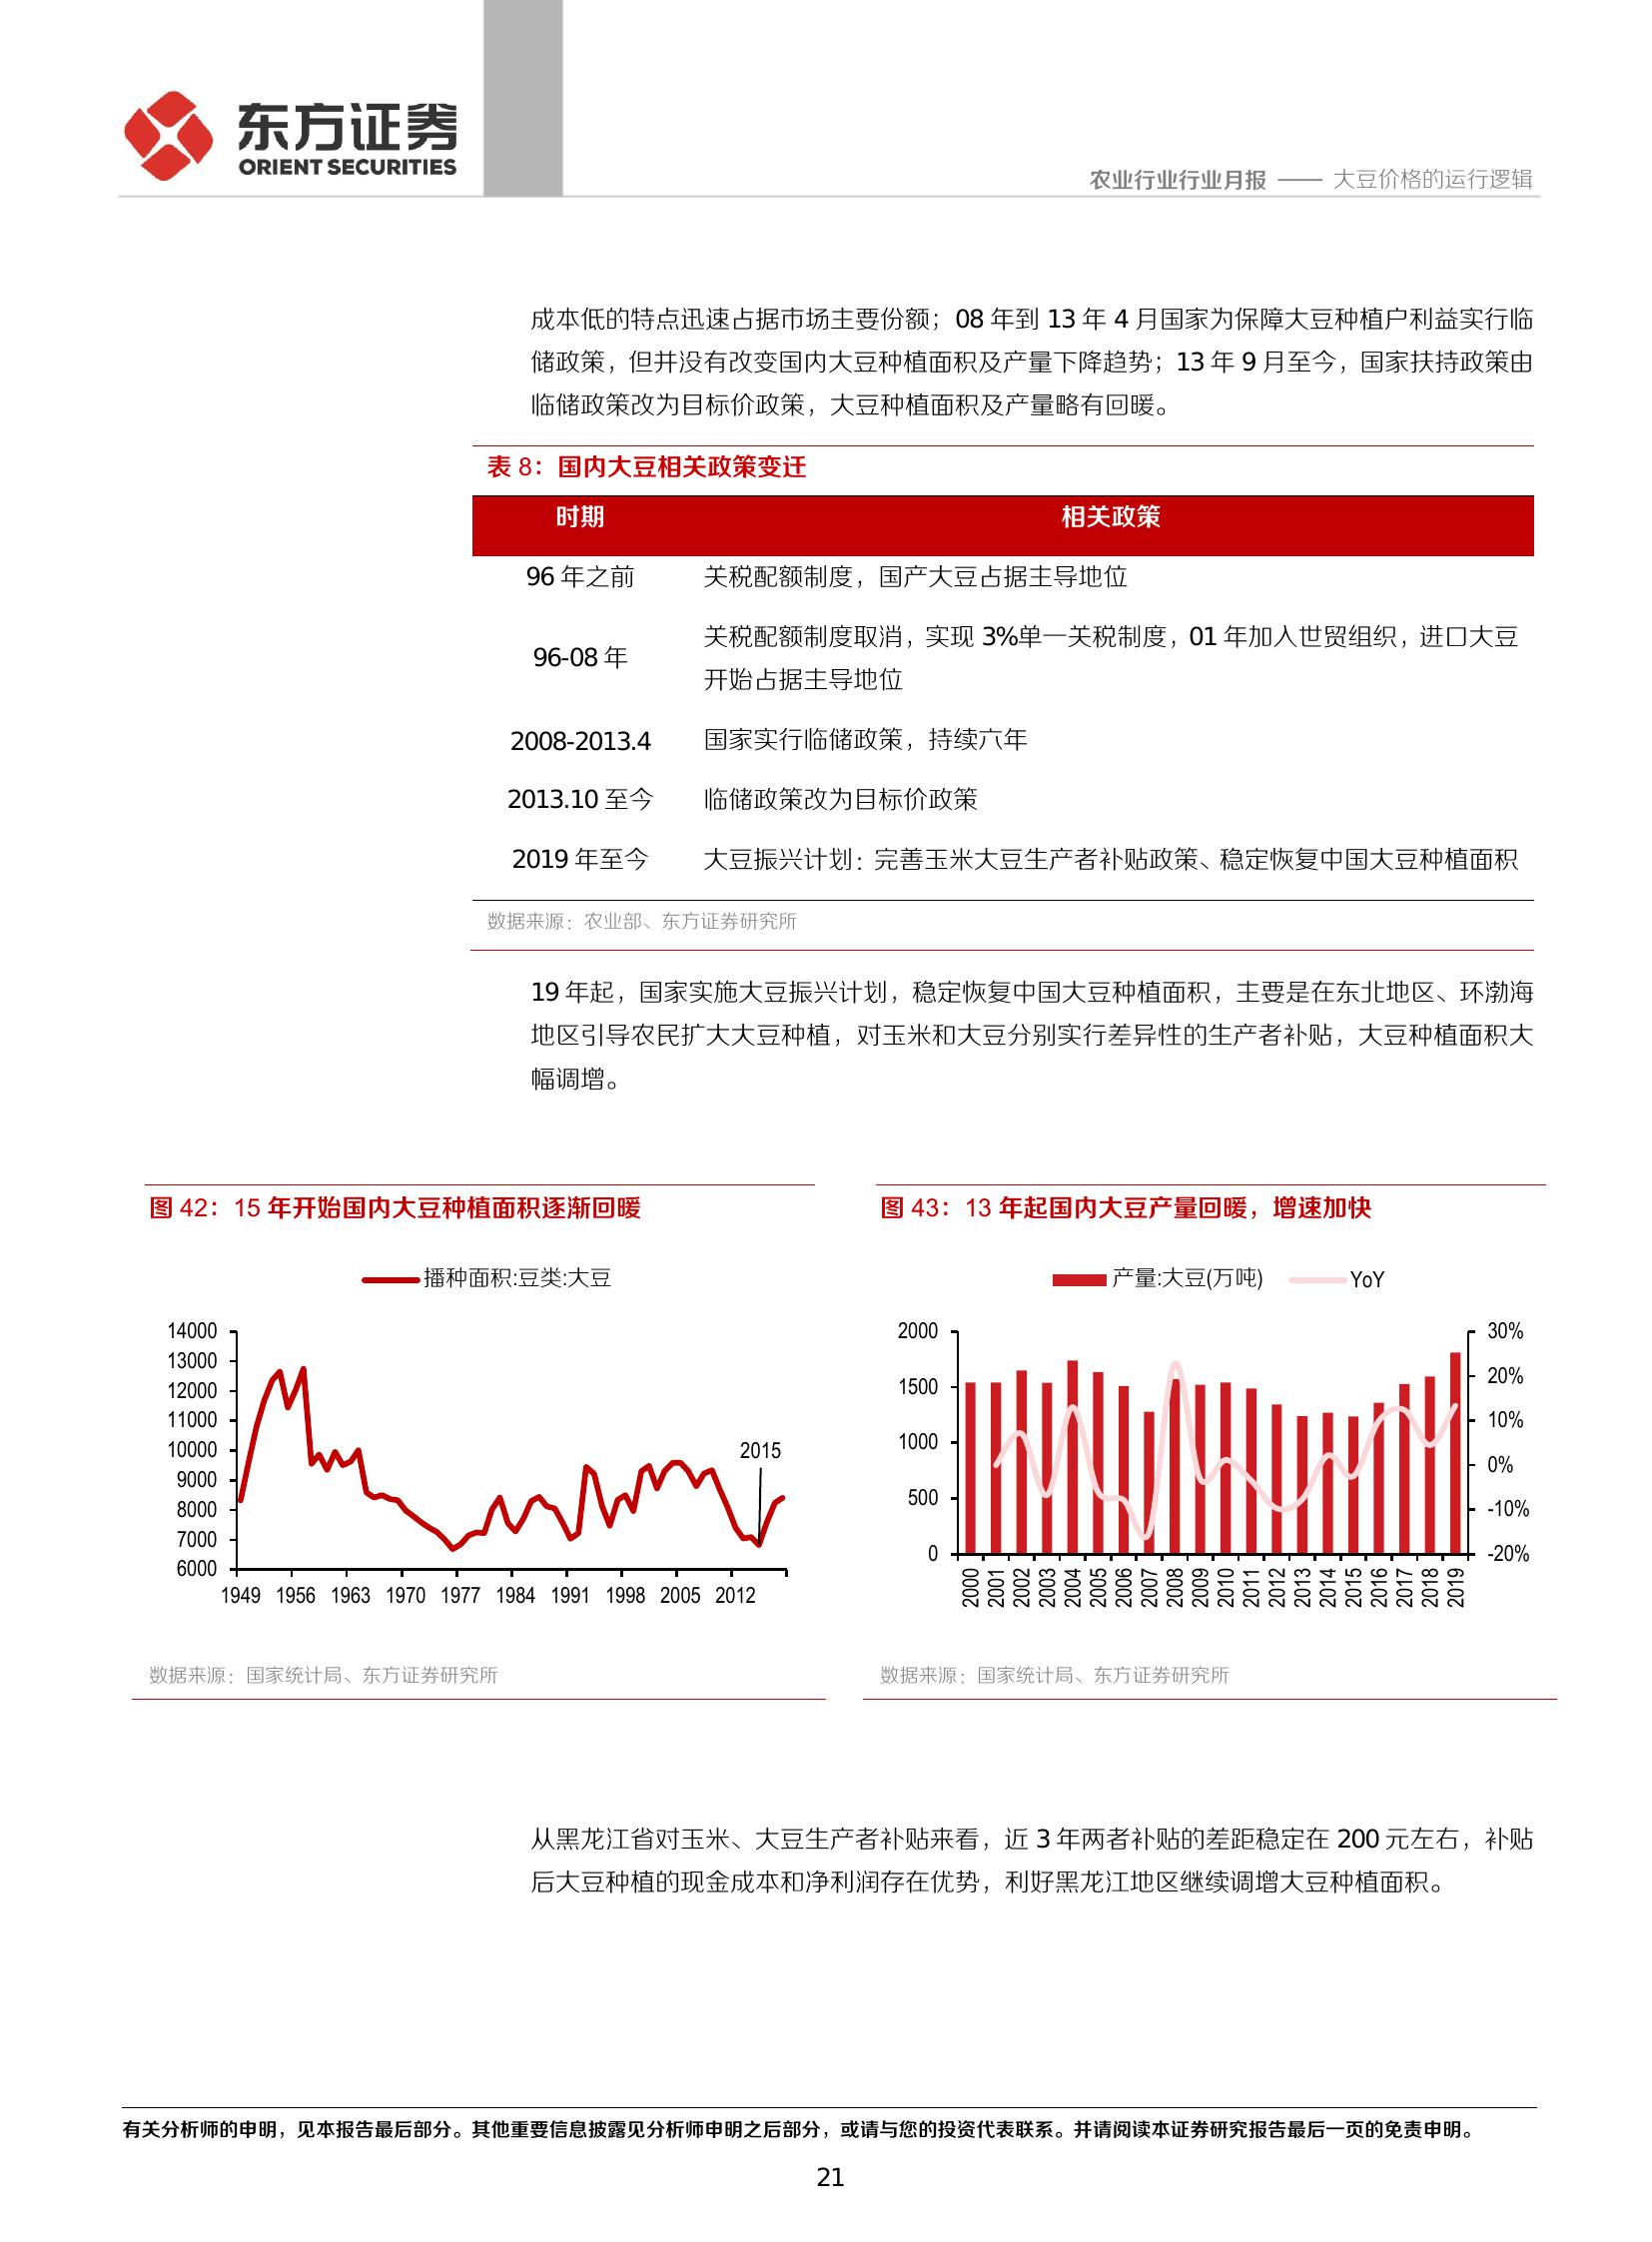 东方证券
ORIENT SECURITIES
农业行业行业月报 —— 大豆价格的运行逻辑
成本低的特点迅速占据市场主要份额；08 年到 13 年 4 月国家为保障大豆种植户利益实行临
储政策，但并没有改变国内大豆种植面积及产量下降趋势；13 年 9 月至今，国家扶持政策由
临储政策改为目标价政策，大豆种植面积及产量略有回暖。
表 8：国内大豆相关政策变迁
时期 相关政策
96 年之前 关税配额制度，国产大豆占据主导地位
96-08 年 关税配额制度取消，实现 3%单一关税制度，01 年加入世贸组织，进口大豆
开始占据主导地位
2008-2013.4 国家实行临储政策，持续六年
2013.10 至今 临储政策改为目标价政策
2019 年至今 大豆振兴计划：完善玉米大豆生产者补贴政策、稳定恢复中国大豆种植面积
数据来源：农业部、东方证券研究所
19 年起，国家实施大豆振兴计划，稳定恢复中国大豆种植面积，主要是在东北地区、环渤海
地区引导农民扩大大豆种植，对玉米和大豆分别实行差异性的生产者补贴，大豆种植面积大
幅调增。
图 42：15 年开始国内大豆种植面积逐渐回暖
播种面积:豆类:大豆
14000
13000
12000
11000
10000
9000
8000
7000
6000
2015
1949 1956 1963 1970 1977 1984 1991 1998 2005 2012
数据来源：国家统计局、东方证券研究所
图 43：13 年起国内大豆产量回暖，增速加快
产量:大豆(万吨) YoY
2000
1500
1000
500
0
30%
20%
10%
0%
-10%
-20%
2000 2001 2002 2003 2004 2005 2006 2007 2008 2009 2010 2011 2012 2013 2014 2015 2016 2017 2018 2019
数据来源：国家统计局、东方证券研究所
从黑龙江省对玉米、大豆生产者补贴来看，近 3 年两者补贴的差距稳定在 200 元左右，补贴
后大豆种植的现金成本和净利润存在优势，利好黑龙江地区继续调增大豆种植面积。
有关分析师的申明，见本报告最后部分。其他重要信息披露见分析师申明之后部分，或请与您的投资代表联系。并请阅读本证券研究报告最后一页的免责申明。
21